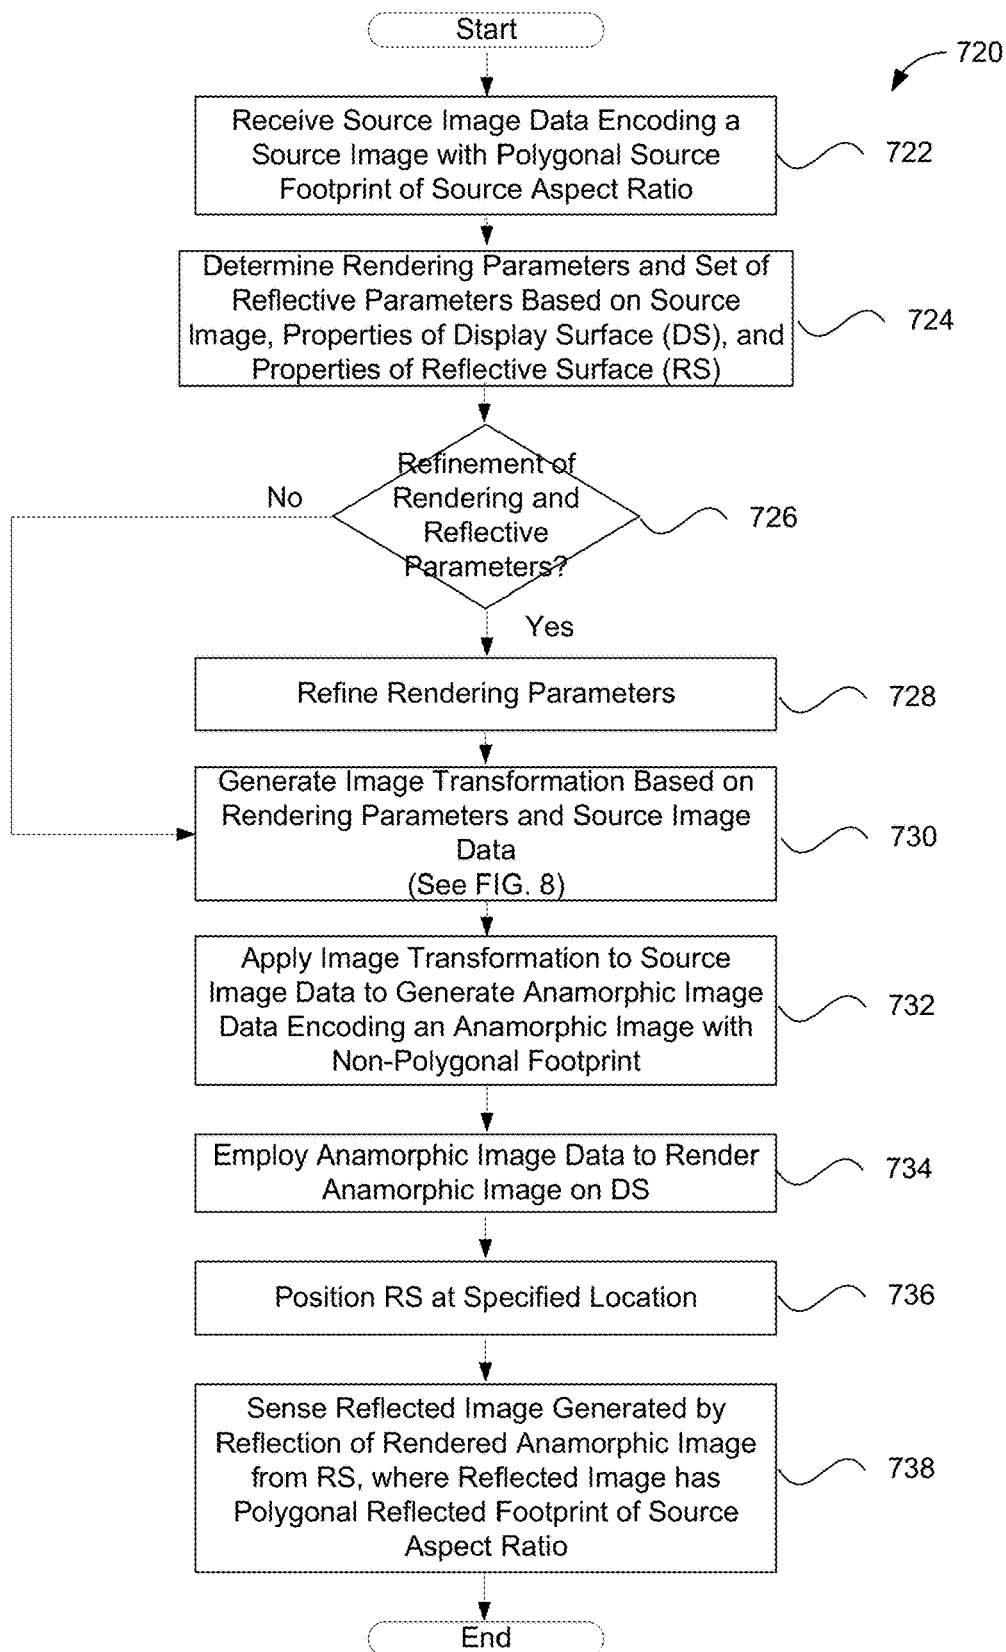 Start
720
Receive Source Image Data Encoding a
Source Image with Polygonal Source
Footprint of Source Aspect Ratio
722
Determine Rendering Parameters and Set of
Reflective Parameters Based on Source
Image, Properties of Display Surface (DS), and
Properties of Reflective Surface (RS)
724
Refinement of
Rendering and
Reflective
Parameters?
No
726
Yes
Refine Rendering Parameters
728
Generate Image Transformation Based on
Rendering Parameters and Source Image
Data
(See FIG. 8)
730
Apply Image Transformation to Source
Image Data to Generate Anamorphic Image
Data Encoding an Anamorphic Image with
Non-Polygonal Footprint
732
Employ Anamorphic Image Data to Render
Anamorphic Image on DS
734
Position RS at Specified Location
736
Sense Reflected Image Generated by
Reflection of Rendered Anamorphic Image
from RS, where Reflected Image has
Polygonal Reflected Footprint of Source
Aspect Ratio
738
End